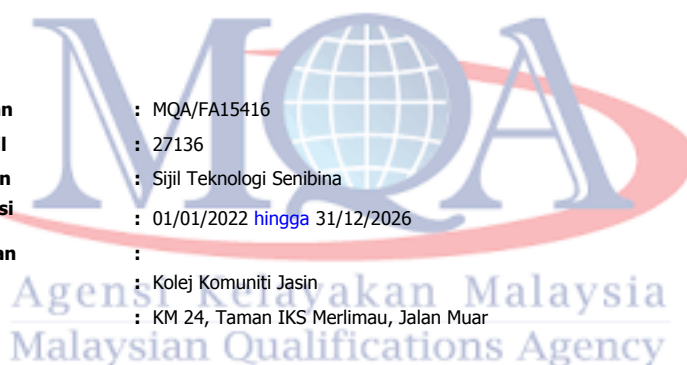 MQA
an : MQA/FA15416
l : 27136
n : Sijil Teknologi Senibina
si : 01/01/2022 hingga 31/12/2026
an :
: Kolej Komuniti Jasin
: KM 24, Taman IKS Merlimau, Jalan Muar
Agensi Kelayakan Malaysia
Malaysian Qualifications Agency